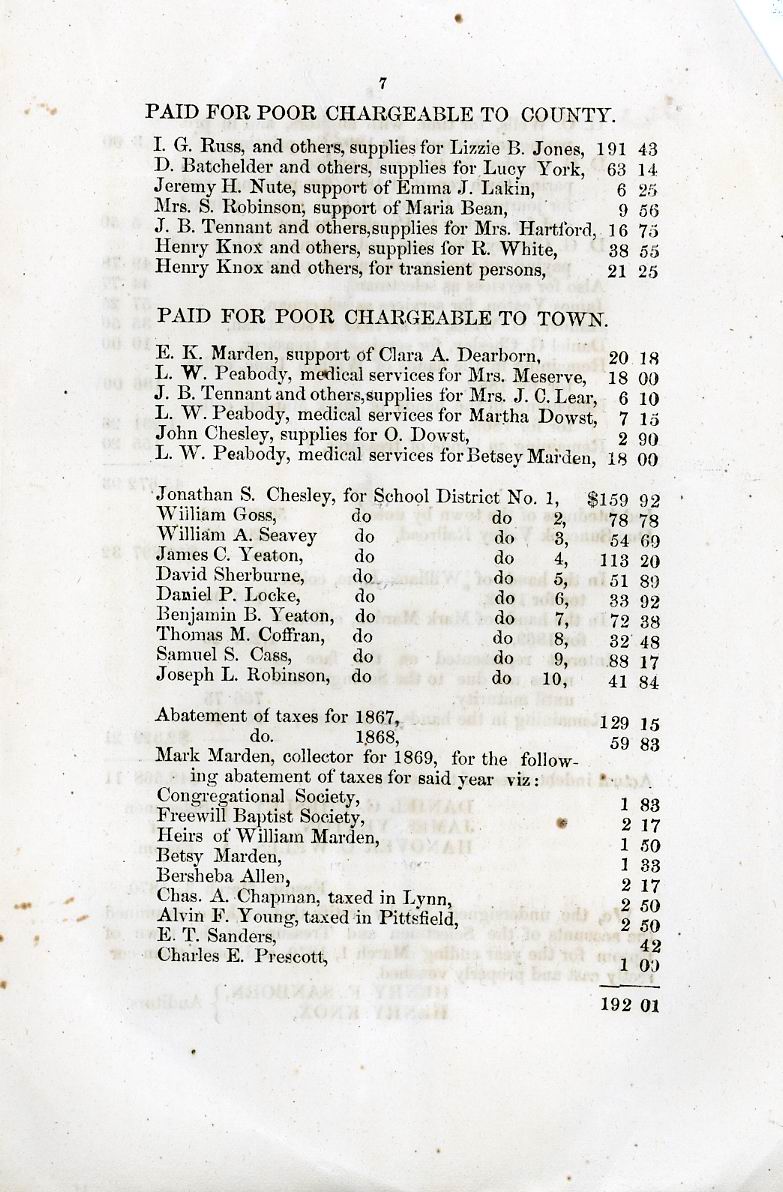 7
PAID FOR POOR CHARGEABLE TO COUNTY.
I. G. Russ, and others, supplies for Lizzie B. Jones, 191 43
D. Batchelder and others, supplies for Lucy York, 63 14
Jeremy H. Nute, support of Emma J. Lakin, 6 25
Mrs. S. Robinson, support of Maria Bean, 9 56
J. B. Tennant and others,supplies for Mrs. Hartford, 16 75
Henry Knox and others, supplies for R. White, 38 55
Henry Knox and others, for transient persons, 21 25
PAID FOR POOR CHARGEABLE TO TOWN.
E. K. Marden, support of Clara A. Dearborn, 20 18
L. W. Peabody, medical services for Mrs. Meserve, 18 00
J. B. Tennant and others,supplies for Mrs. J. C. Lear, 6 10
L. W. Peabody, medical services for Martha Dowst, 7 15
John Chesley, supplies for O. Dowst, 2 90
L. W. Peabody, medical services for Betsey Marden, 18 00
Jonathan S. Chesley, for School District No. 1, $159 92
Wiiliam Goss, do do 2, 78 78
William A. Seavey do do 3, 54 69
James C. Yeaton, do do 4, 113 20
David Sherburne, do do 5, 51 89
Daniel P. Locke, do do 6, 33 92
Benjamin B. Yeaton, do do 7, 72 38
Thomas M. Coffran, do do 8, 32 48
Samuel S. Cass, do do 9, 88 17
Joseph L. Robinson, do do 10, 41 84
Abatement of taxes for 1867, 129 15
do. 1868, 59 83
Mark Marden, collector for 1869, for the follow-
ing abatement of taxes for said year viz:
Congregational Society, 1 83
Freewill Baptist Society, 2 17
Heirs of William Marden, 1 50
Betsy Marden, 1 33
Bersheba Allen, 2 17
Chas. A. Chapman, taxed in Lynn, 2 50
Alvin F. Young, taxed in Pittsfield, 2 50
E. T. Sanders, 42
Charles E. Prescott, 1 00
192 01